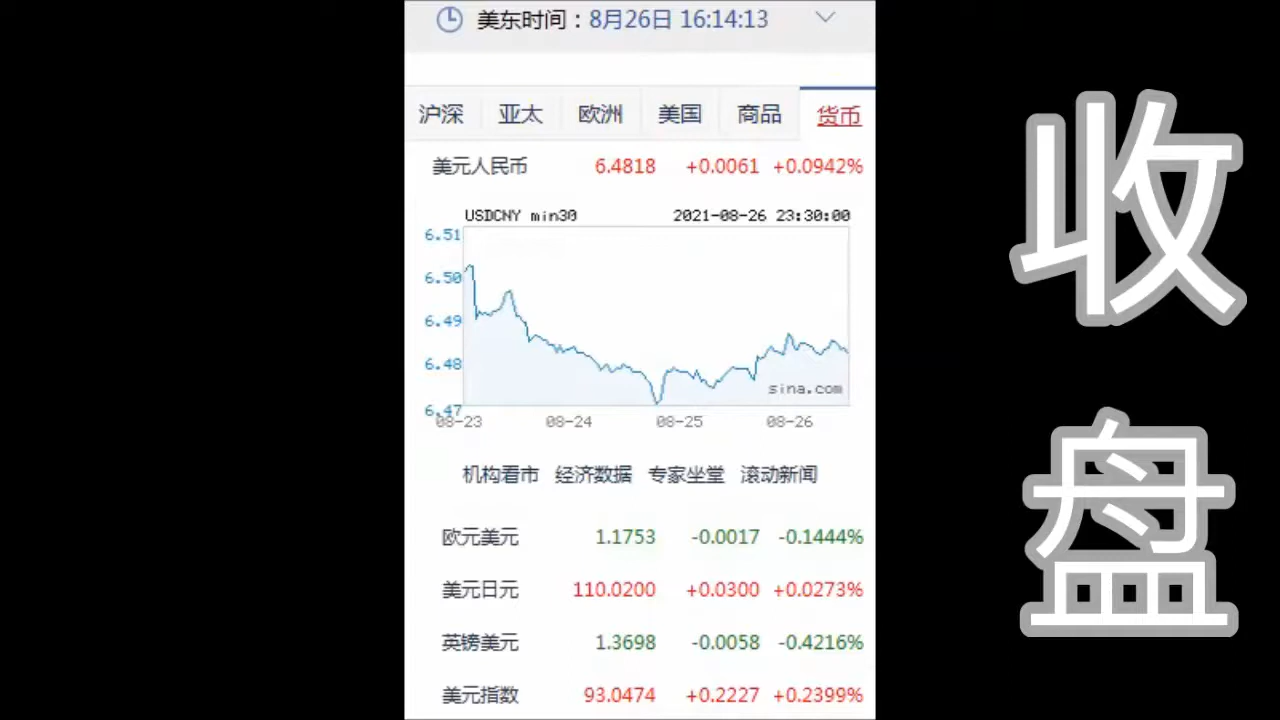 美东时间：8月26日 16:14:13
沪深 亚太 欧洲 美国 商品 货币
美元人民币 6.4818 +0.0061 +0.0942%
USDCNY min30 2021-08-26 23:30:00
6.51
6.50
6.49
6.48
6.47
sina.com
08-23 08-24 08-25 08-26
机构看市 经济数据 专家坐堂 滚动新闻
欧元美元 1.1753 -0.0017 -0.1444%
美元日元 110.0200 +0.0300 +0.0273%
英镑美元 1.3698 -0.0058 -0.4216%
美元指数 93.0474 +0.2227 +0.2399%
收
盘